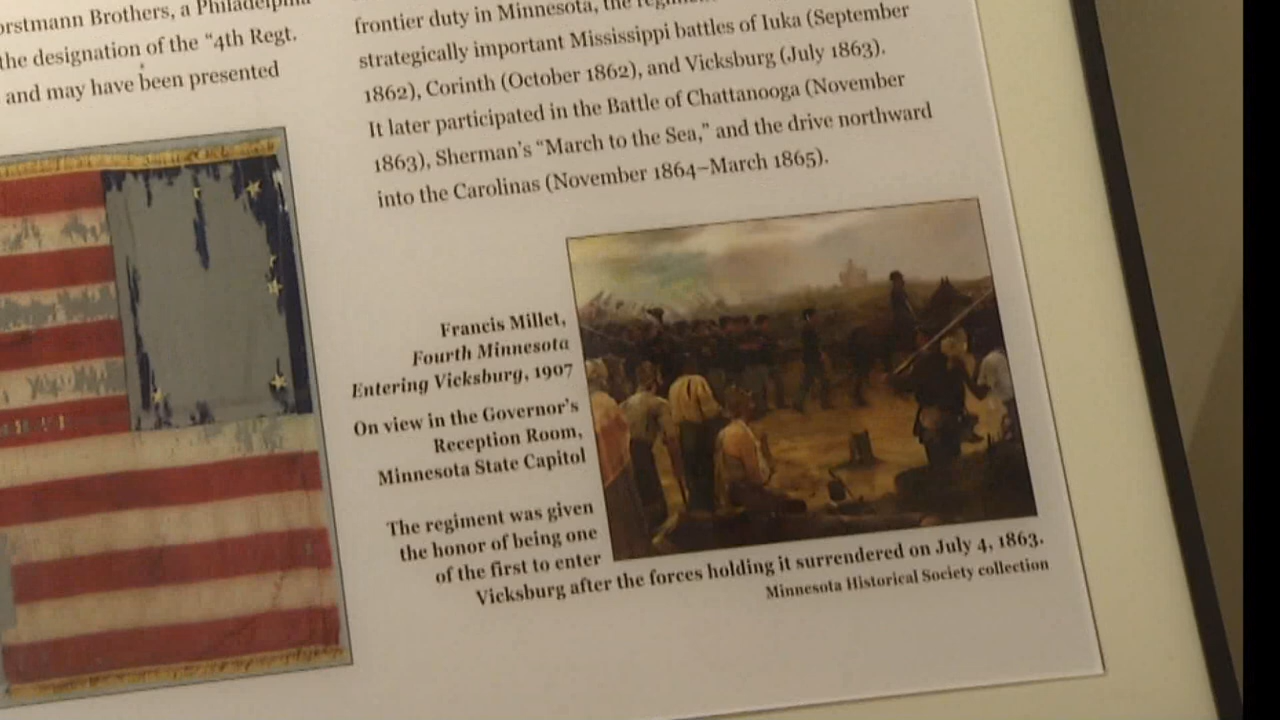 orstmann Brothers, a Philadelphia
the designation of the "4th Regt.
and may have been presented
frontier duty in Minnesota, the regim
strategically important Mississippi battles of Iuka (September
1862), Corinth (October 1862), and Vicksburg (July 1863).
It later participated in the Battle of Chattanooga (November
1863), Sherman's "March to the Sea," and the drive northward
into the Carolinas (November 1864–March 1865).
Francis Millet,
Fourth Minnesota
Entering Vicksburg, 1907
On view in the Governor's
Reception Room,
Minnesota State Capitol
The regiment was given
the honor of being one
of the first to enter
Vicksburg after the forces holding it surrendered on July 4, 1863.
Minnesota Historical Society collection